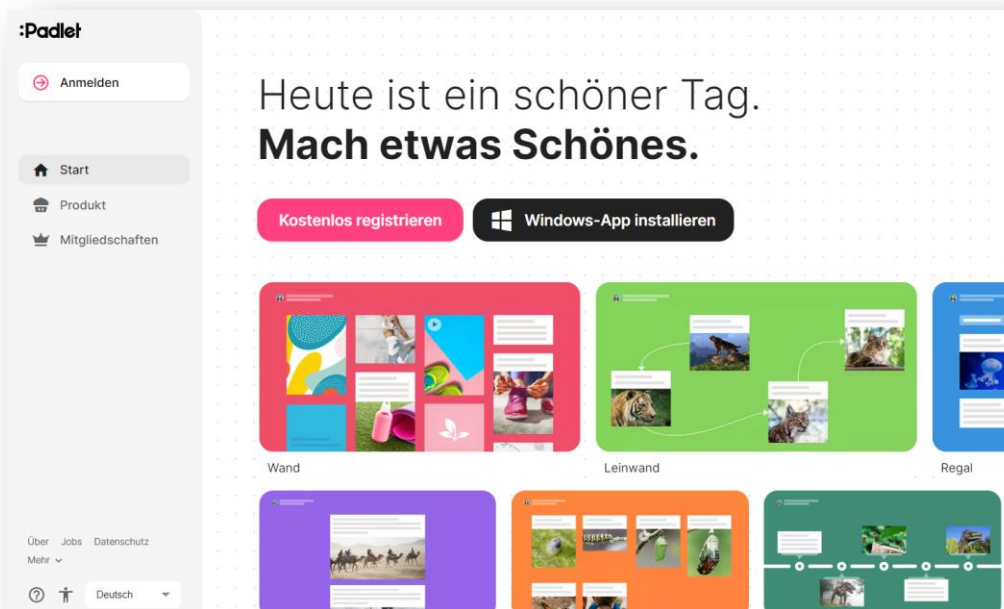 :Padlet
Anmelden
Start
Produkt
Mitgliedschaften
Über Jobs Datenschutz
Mehr
Deutsch
Heute ist ein schöner Tag.
Mach etwas Schönes.
Kostenlos registrieren
Windows-App installieren
Wand
Leinwand
Regal